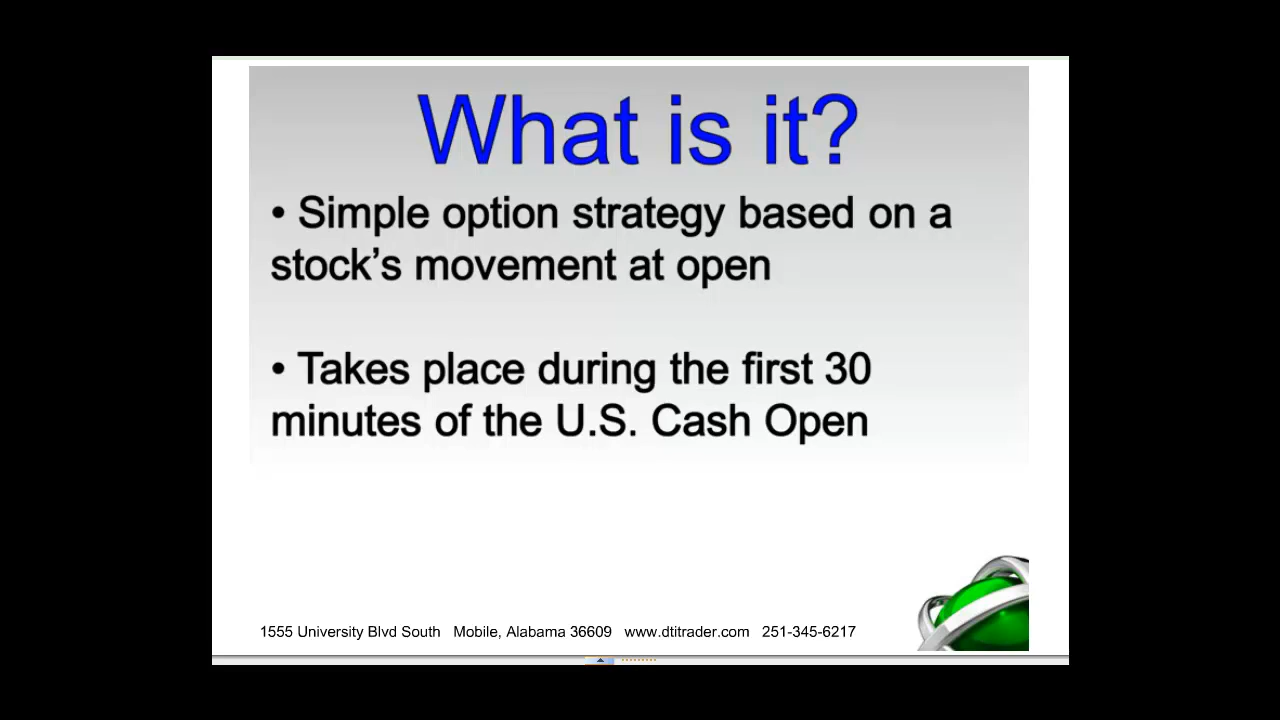 What is it?
• Simple option strategy based on a
stock’s movement at open
• Takes place during the first 30
minutes of the U.S. Cash Open
1555 University Blvd South   Mobile, Alabama 36609   www.dtitrader.com   251-345-6217